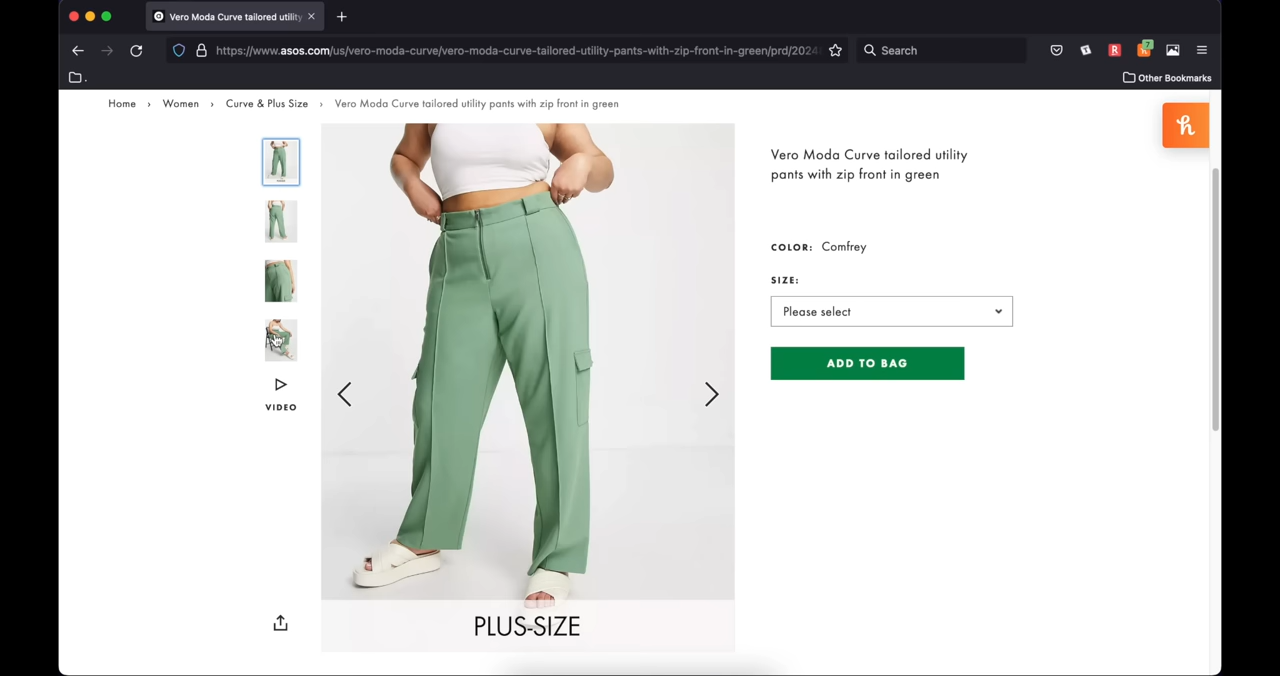 Vero Moda Curve tailored utility
https://www.asos.com/us/vero-moda-curve/vero-moda-curve-tailored-utility-pants-with-zip-front-in-green/prd/2024
Search
R
7
.
Other Bookmarks
Home › Women › Curve & Plus Size › Vero Moda Curve tailored utility pants with zip front in green
h
Vero Moda Curve tailored utility
pants with zip front in green
COLOR: Comfrey
SIZE:
Please select
ADD TO BAG
VIDEO
PLUS-SIZE